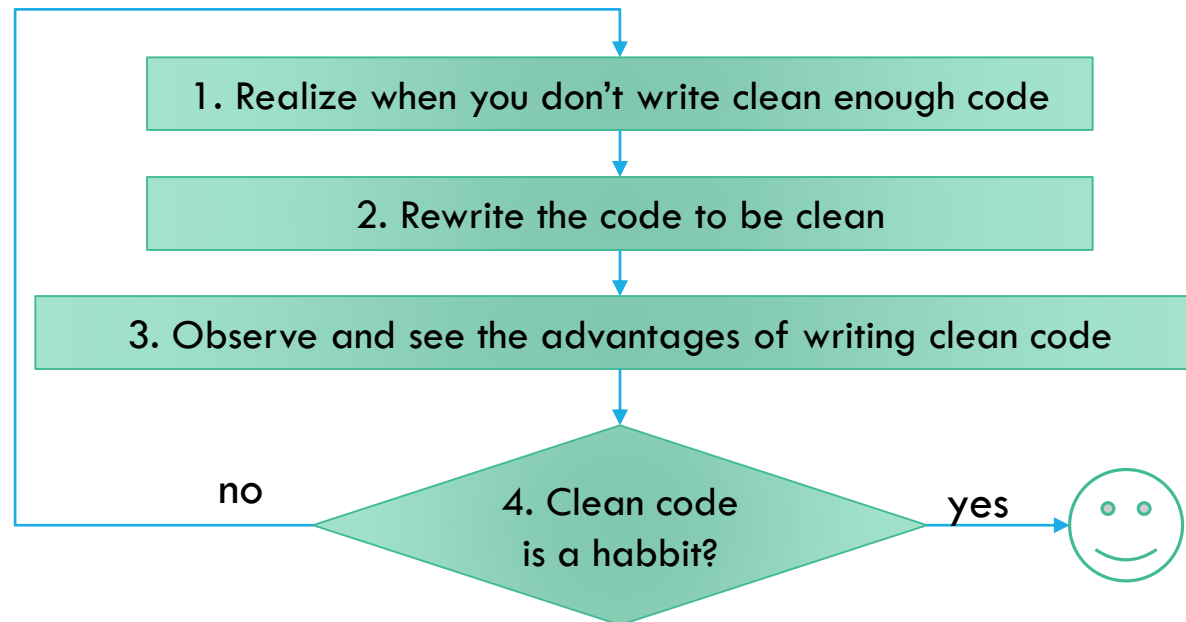 1. Realize when you don’t write clean enough code
2. Rewrite the code to be clean
3. Observe and see the advantages of writing clean code
no
4. Clean code
is a habbit?
yes